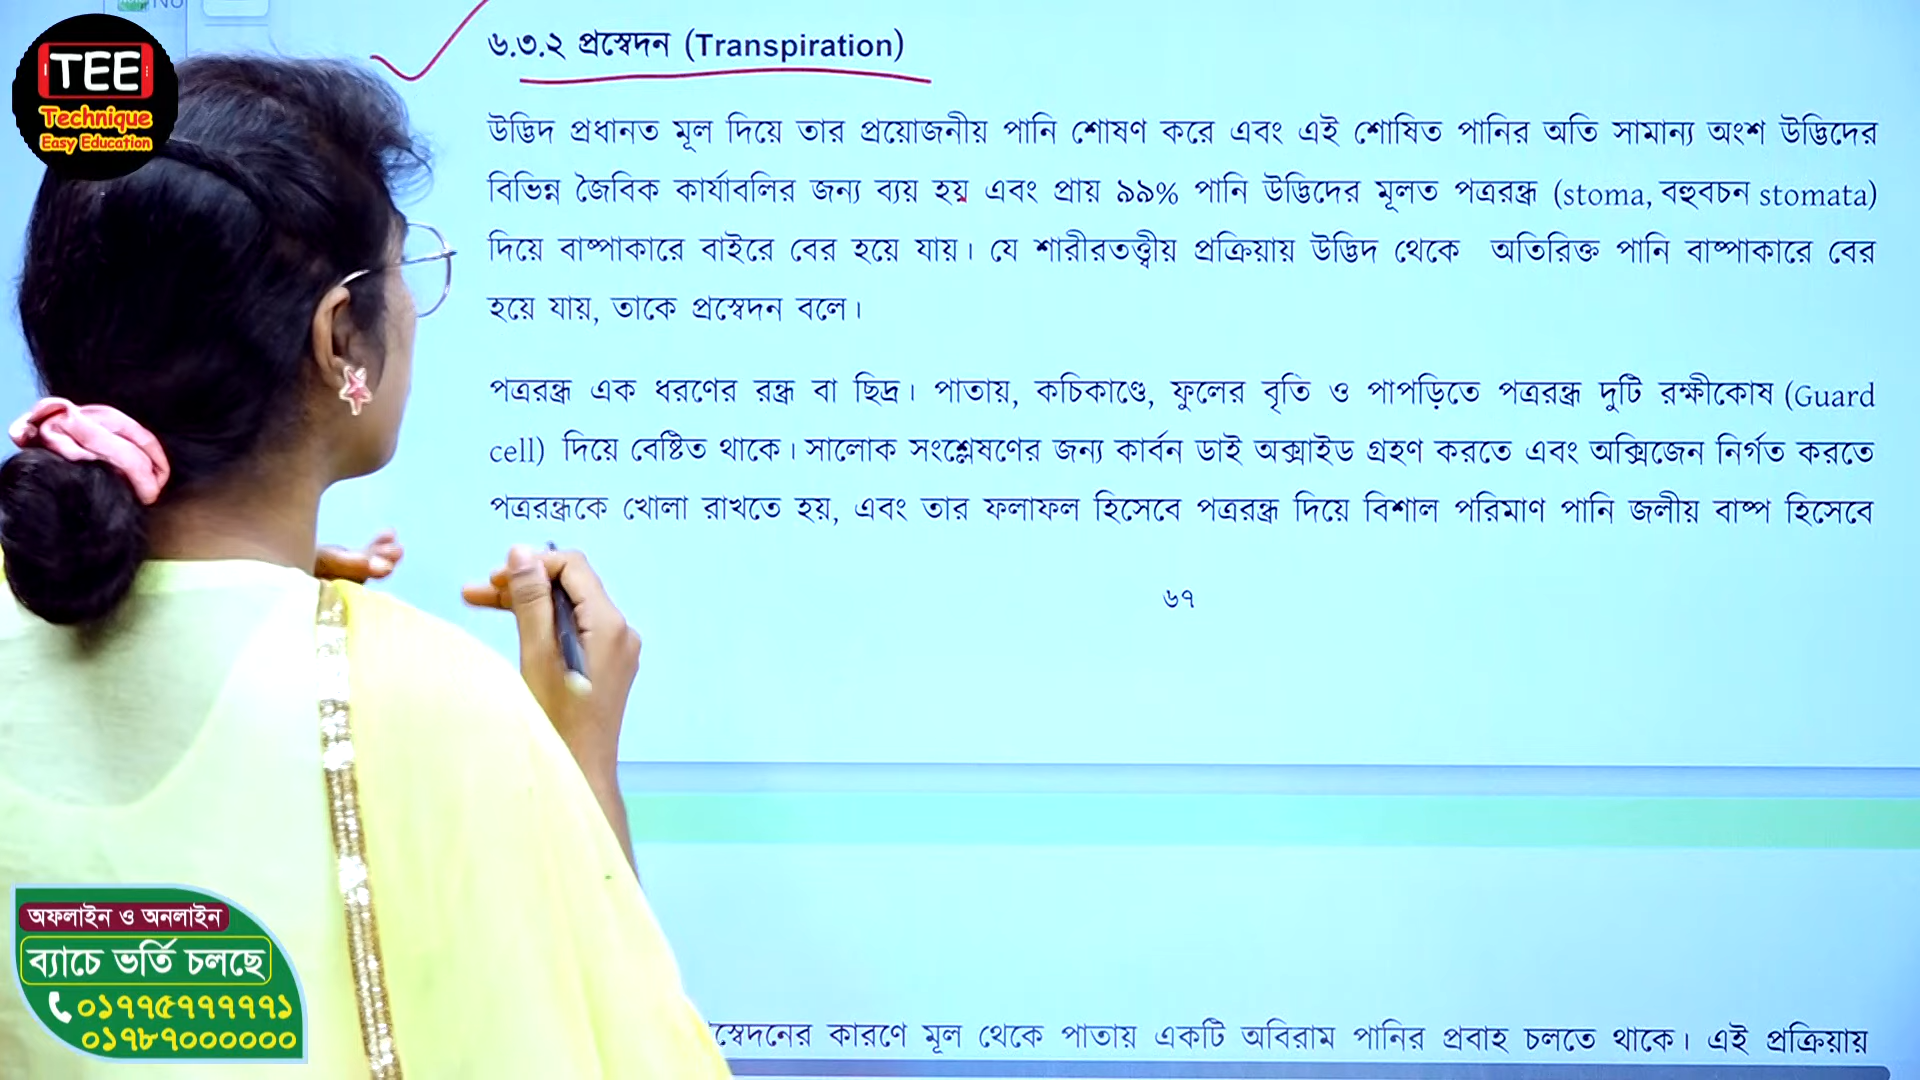 TEE
Technique
Easy Education
৬.৩.২ প্রস্বেদন (Transpiration)
উদ্ভিদ প্রধানত মূল দিয়ে তার প্রয়োজনীয় পানি শোষণ করে এবং এই শোষিত পানির অতি সামান্য অংশ উদ্ভিদের
বিভিন্ন জৈবিক কার্যাবলির জন্য ব্যয় হয় এবং প্রায় ৯৯% পানি উদ্ভিদের মূলত পত্ররন্ধ্র (stoma, বহুবচন stomata)
দিয়ে বাষ্পাকারে বাইরে বের হয়ে যায়। যে শারীরতত্ত্বীয় প্রক্রিয়ায় উদ্ভিদ থেকে অতিরিক্ত পানি বাষ্পাকারে বের
হয়ে যায়, তাকে প্রস্বেদন বলে।
পত্ররন্ধ্র এক ধরণের রন্ধ্র বা ছিদ্র। পাতায়, কচিকাণ্ডে, ফুলের বৃতি ও পাপড়িতে পত্ররন্ধ্র দুটি রক্ষীকোষ (Guard
cell) দিয়ে বেষ্টিত থাকে। সালোক সংশ্লেষণের জন্য কার্বন ডাই অক্সাইড গ্রহণ করতে এবং অক্সিজেন নির্গত করতে
পত্ররন্ধ্রকে খোলা রাখতে হয়, এবং তার ফলাফল হিসেবে পত্ররন্ধ্র দিয়ে বিশাল পরিমাণ পানি জলীয় বাষ্প হিসেবে
৬৭
স্বেদনের কারণে মূল থেকে পাতায় একটি অবিরাম পানির প্রবাহ চলতে থাকে। এই প্রক্রিয়ায়
অফলাইন ও অনলাইন
ব্যাচে ভর্তি চলছে
০১৭৭৫৭৭৭৭৭১
০১৭৮৭০০০০০০